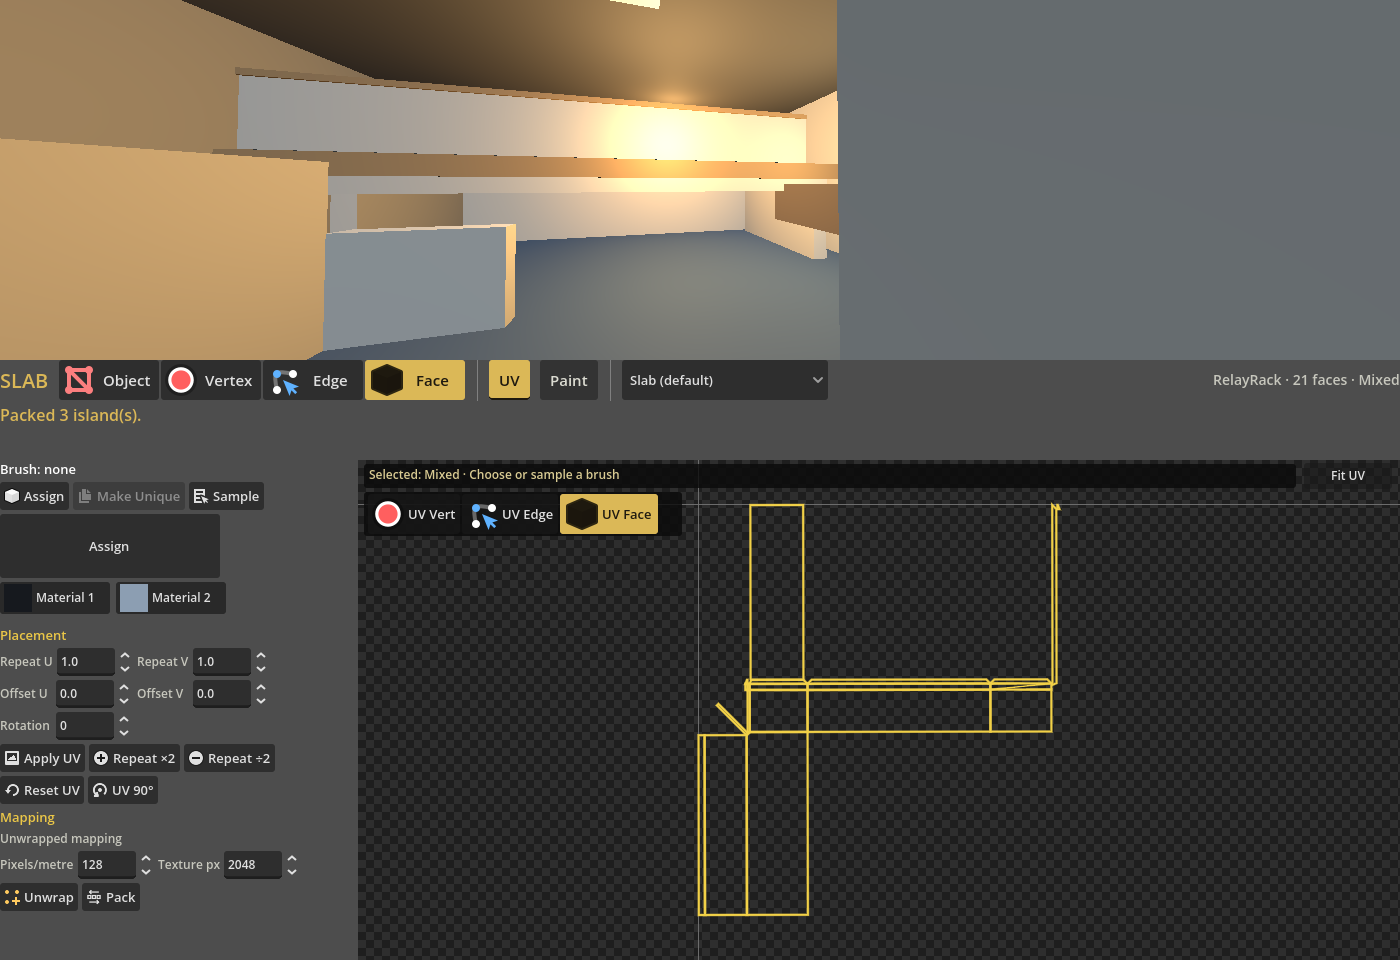 SLAB Object Vertex Edge Face UV Paint Slab (default) RelayRack · 21 faces · Mixed
Packed 3 island(s).
Brush: none
Selected: Mixed · Choose or sample a brush Fit UV
Assign Make Unique Sample
UV Vert UV Edge UV Face
Assign
Material 1 Material 2
Placement
Repeat U 1.0 Repeat V 1.0
Offset U 0.0 Offset V 0.0
Rotation 0
Apply UV Repeat ×2 Repeat ÷2
Reset UV UV 90°
Mapping
Unwrapped mapping
Pixels/metre 128 Texture px 2048
Unwrap Pack